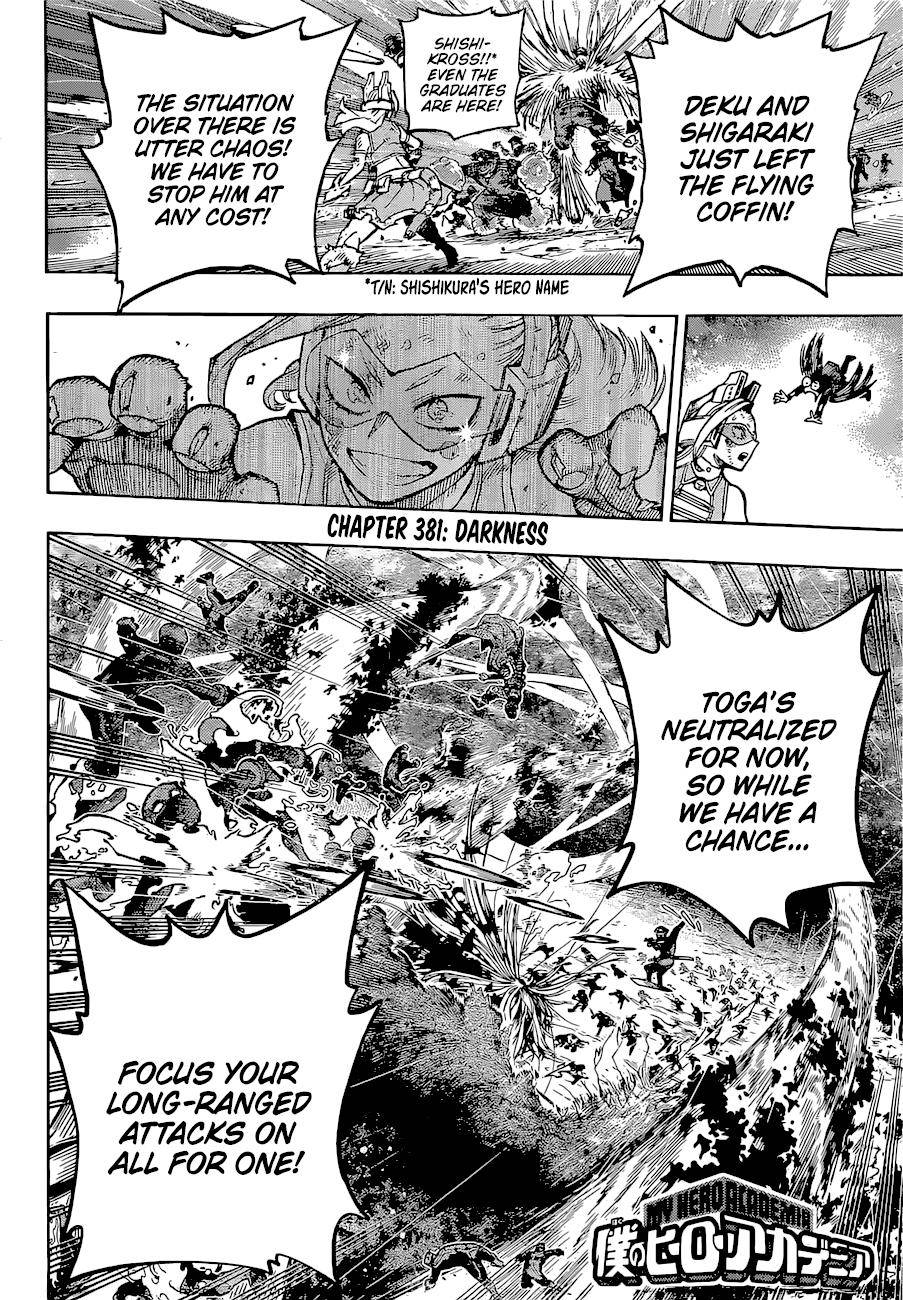 DEKU AND
SHIGARAKI
JUST LEFT
THE FLYING
COFFIN!
SHISHI-
KROSS!!*
EVEN THE
GRADUATES
ARE HERE!
THE SITUATION
OVER THERE IS
UTTER CHAOS!
WE HAVE TO
STOP HIM AT
ANY COST!
*T/N: SHISHIKURA'S HERO NAME
CHAPTER 381: DARKNESS
TOGA'S
NEUTRALIZED
FOR NOW,
SO WHILE
WE HAVE A
CHANCE...
FOCUS YOUR
LONG-RANGED
ATTACKS ON
ALL FOR ONE!
MY HERO ACADEMIA
僕のヒーローアカデミア